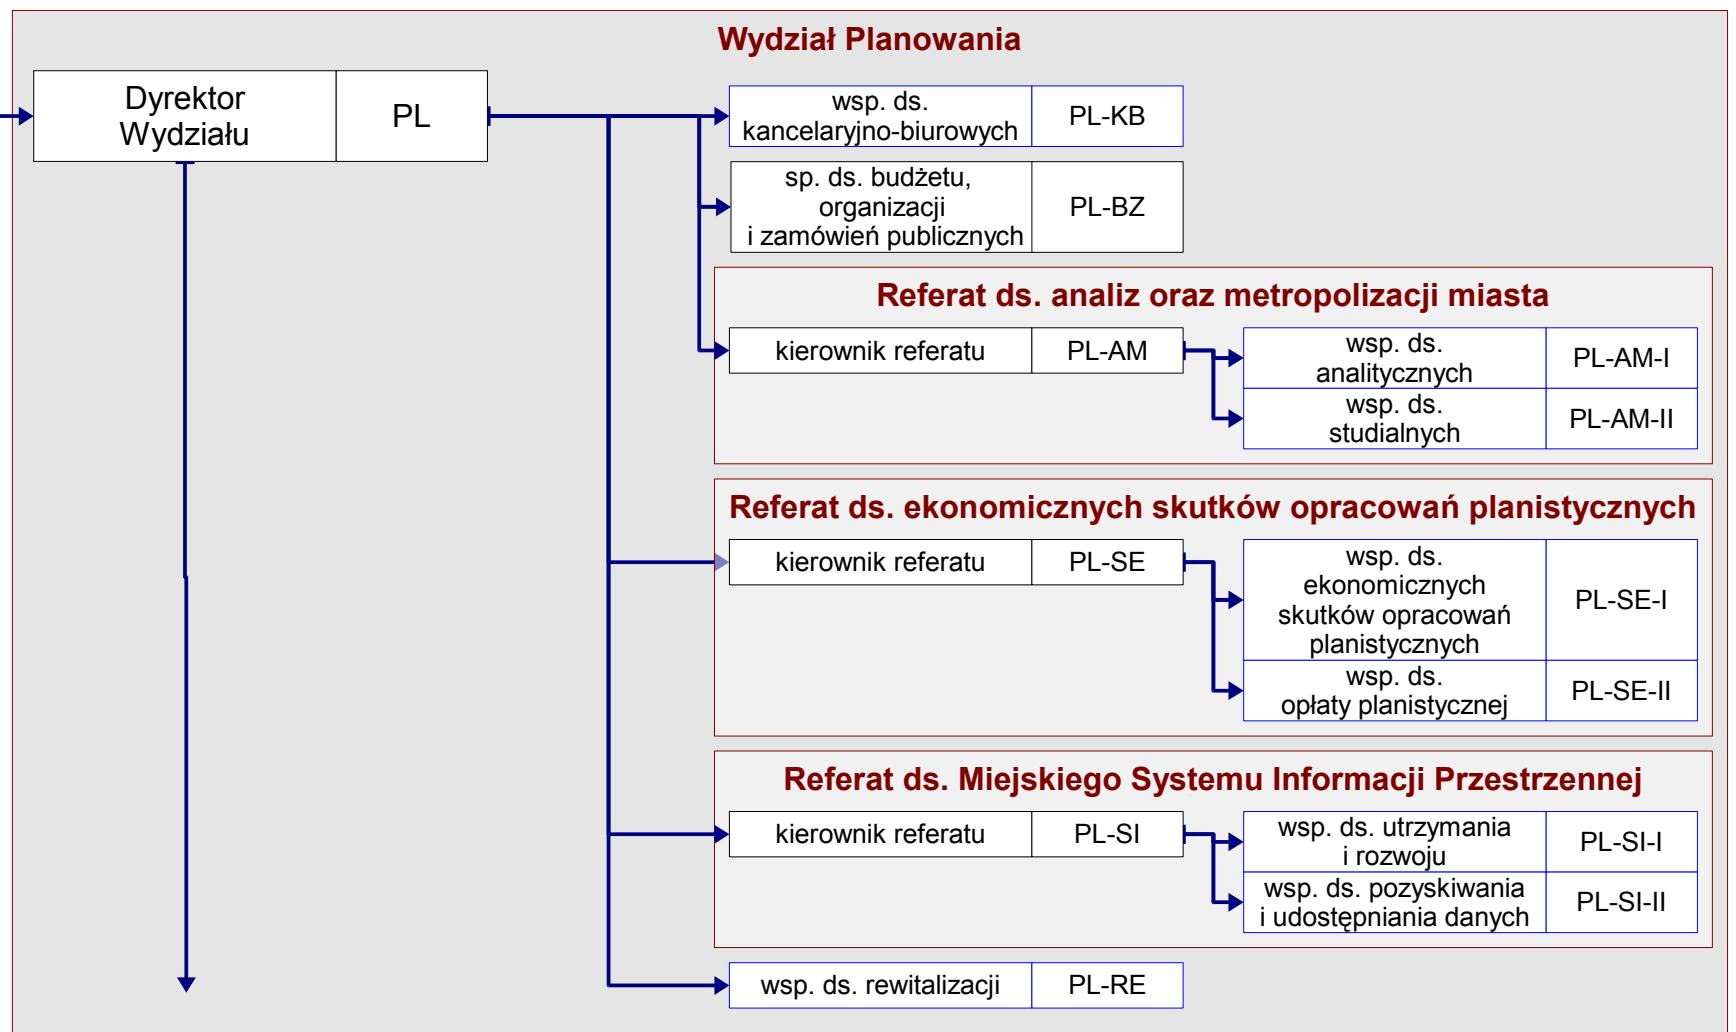 Wydział Planowania
Dyrektor
Wydziału
PL
wsp. ds.
kancelaryjno-biurowych
PL-KB
sp. ds. budżetu,
organizacji
i zamówień publicznych
PL-BZ
Referat ds. analiz oraz metropolizacji miasta
kierownik referatu
PL-AM
wsp. ds.
analitycznych
PL-AM-I
wsp. ds.
studialnych
PL-AM-II
Referat ds. ekonomicznych skutków opracowań planistycznych
kierownik referatu
PL-SE
wsp. ds.
ekonomicznych
skutków opracowań
planistycznych
PL-SE-I
wsp. ds.
opłaty planistycznej
PL-SE-II
Referat ds. Miejskiego Systemu Informacji Przestrzennej
kierownik referatu
PL-SI
wsp. ds. utrzymania
i rozwoju
PL-SI-I
wsp. ds. pozyskiwania
i udostępniania danych
PL-SI-II
wsp. ds. rewitalizacji
PL-RE